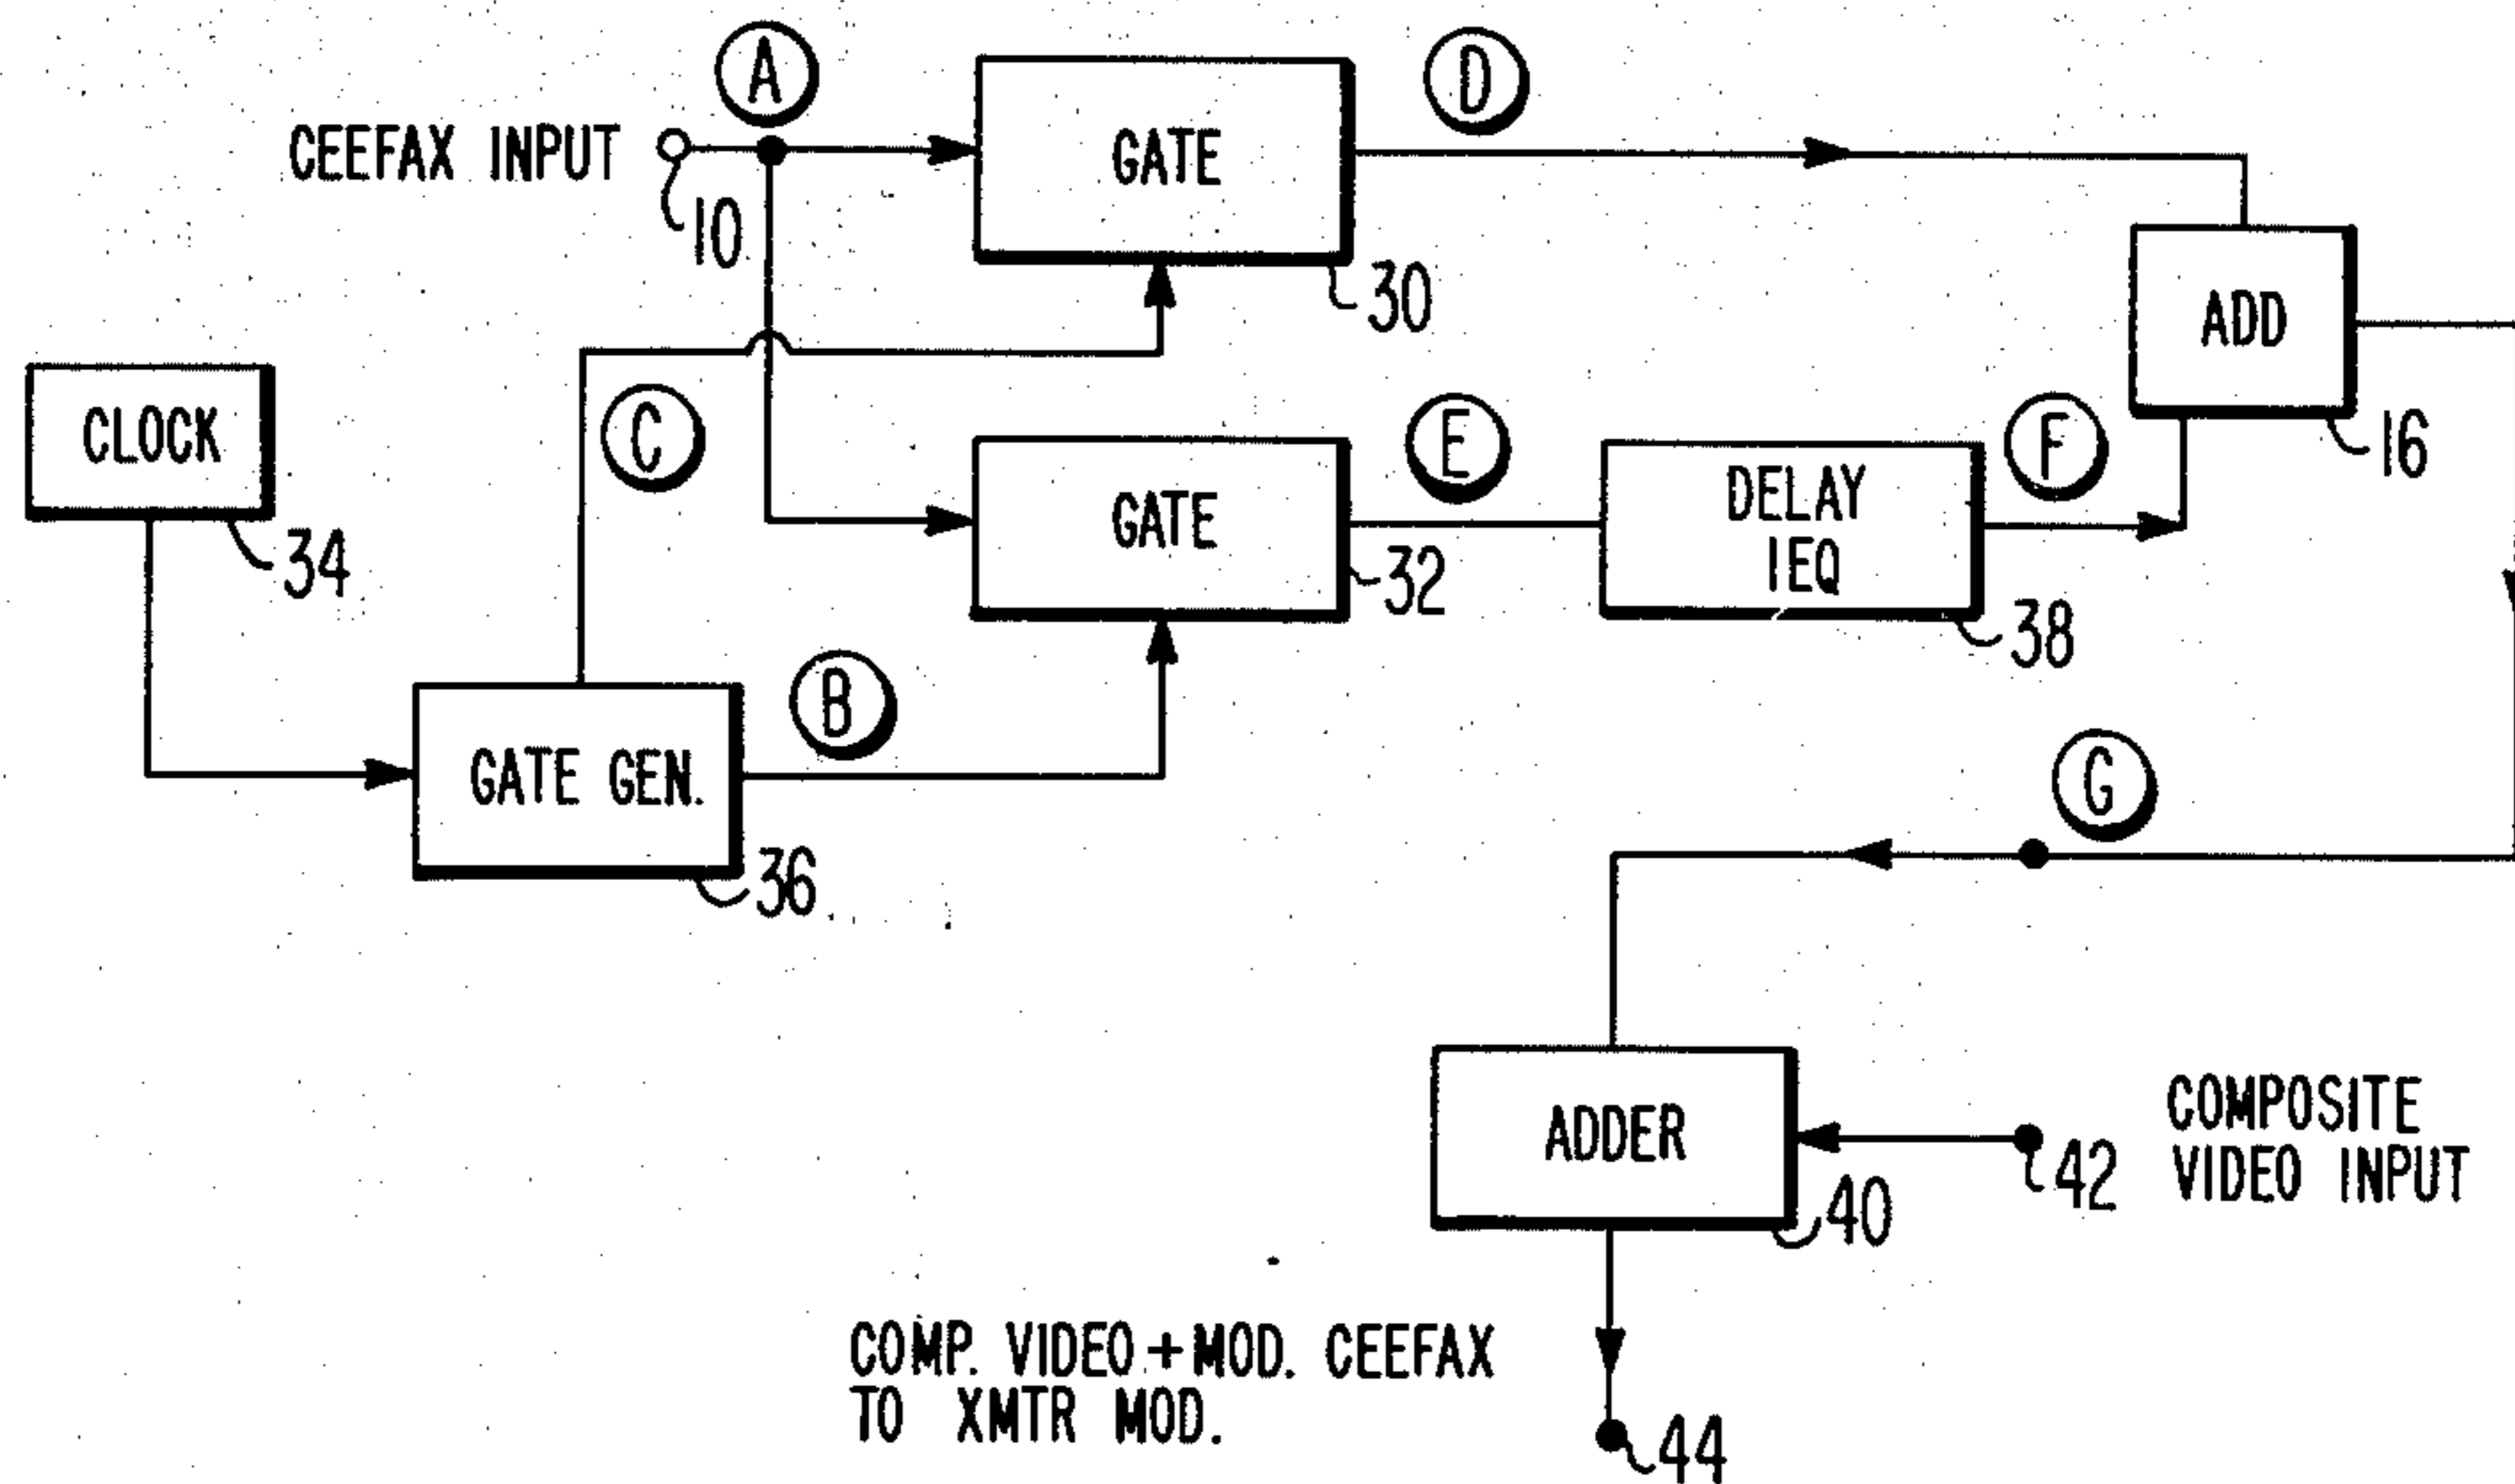 A
D
CEEFAX INPUT
10
GATE
30
ADD
16
CLOCK
34
C
GATE
32
E
DELAY
1EQ
38
F
B
GATE GEN.
36
G
ADDER
40
42
COMPOSITE
VIDEO INPUT
COMP. VIDEO + MOD. CEEFAX
TO XMTR MOD.
44